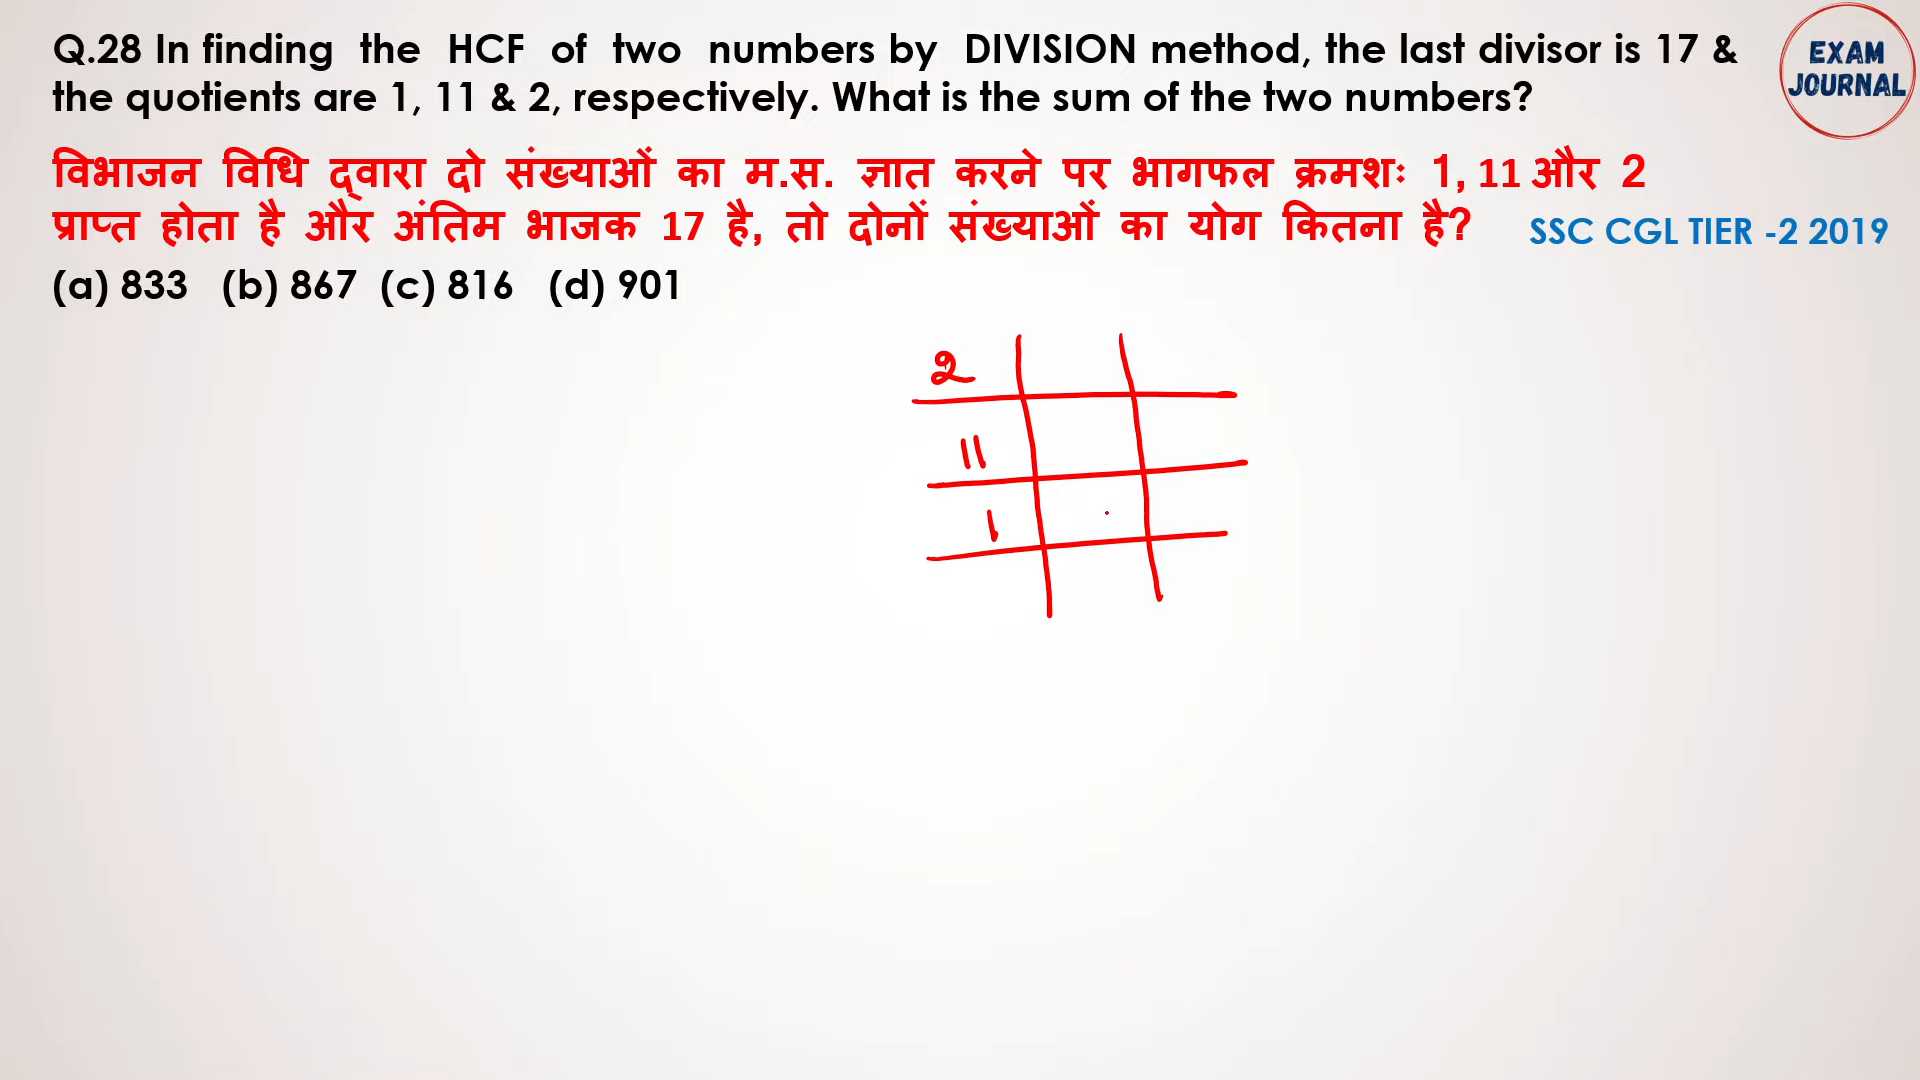 Q.28 In finding the HCF of two numbers by DIVISION method, the last divisor is 17 &
the quotients are 1, 11 & 2, respectively. What is the sum of the two numbers?
EXAM
JOURNAL
विभाजन विधि द्वारा दो संख्याओं का म.स. ज्ञात करने पर भागफल क्रमशः 1, 11 और 2
प्राप्त होता है और अंतिम भाजक 17 है, तो दोनों संख्याओं का योग कितना है?
SSC CGL TIER -2 2019
(a) 833 (b) 867 (c) 816 (d) 901
2
11
1